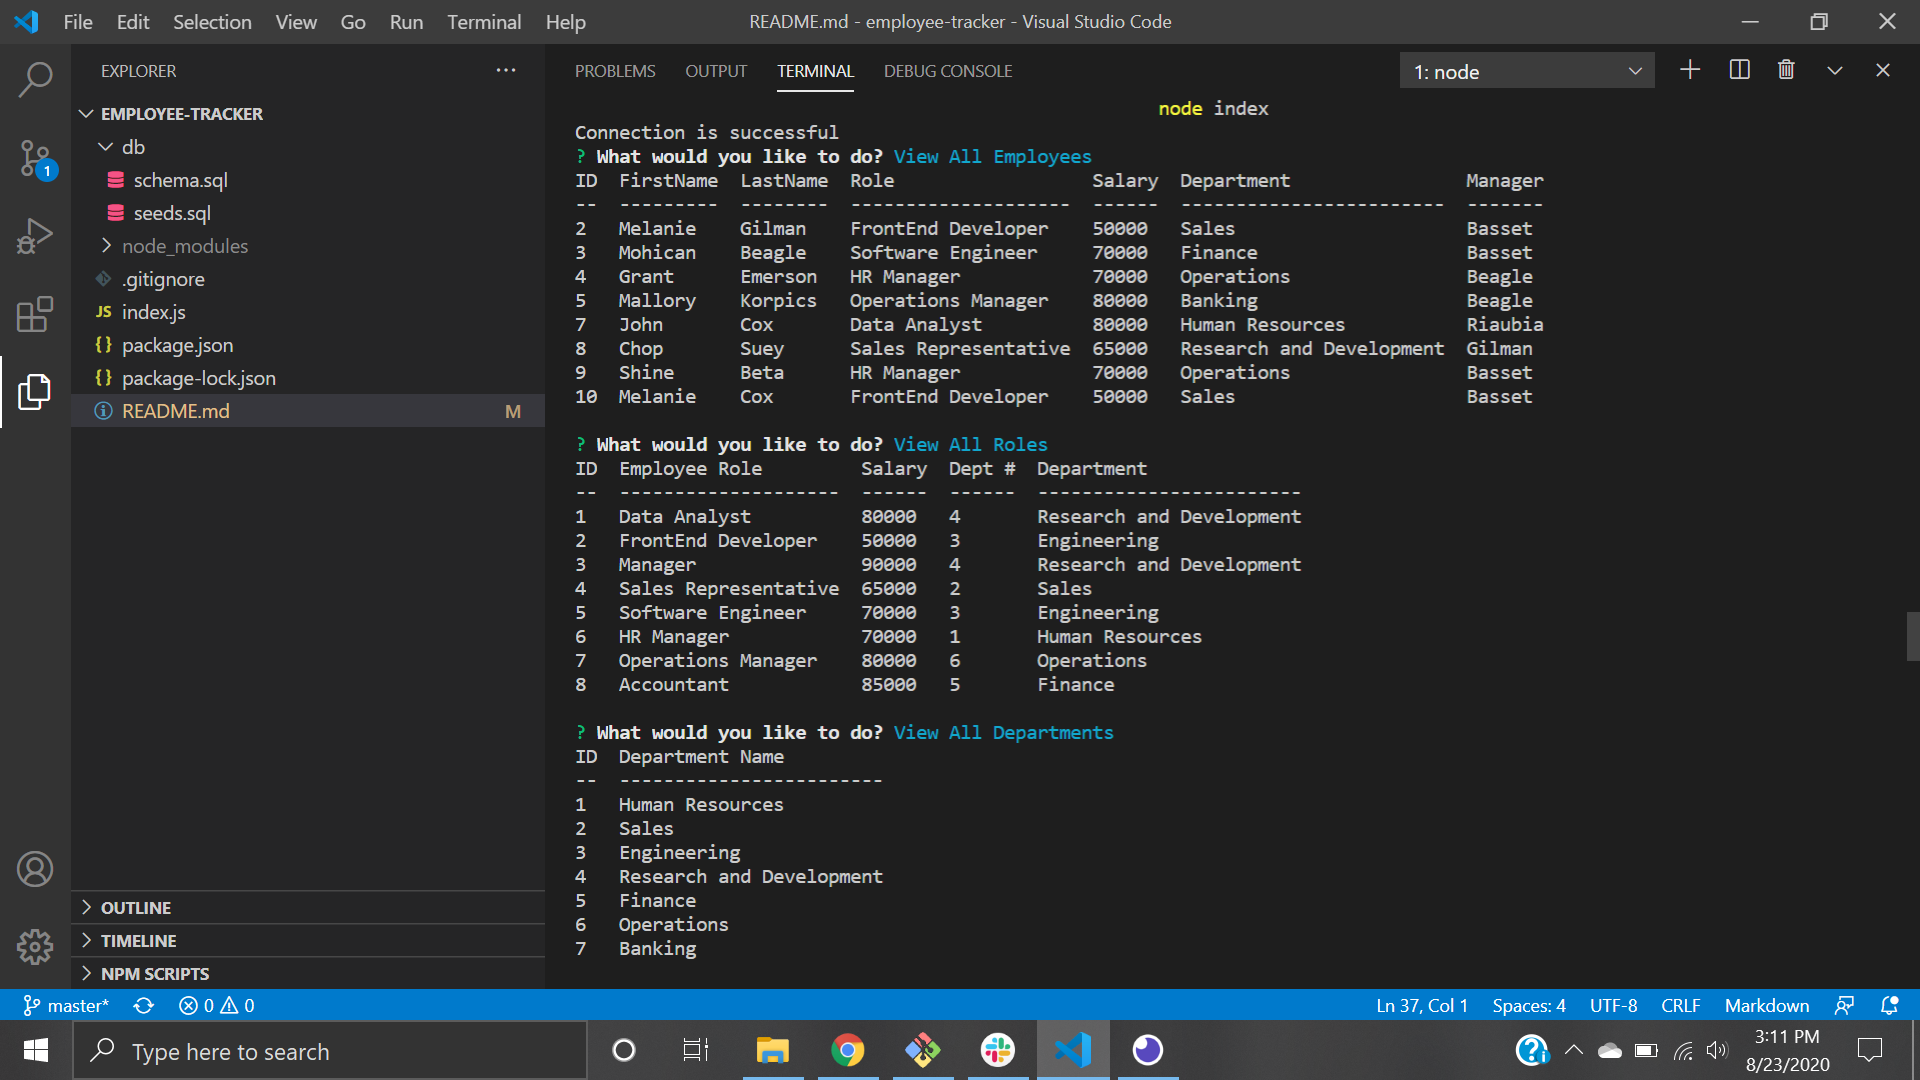 File Edit Selection View Go Run Terminal Help README.md - employee-tracker - Visual Studio Code
EXPLORER
EMPLOYEE-TRACKER
db
schema.sql
seeds.sql
node_modules
.gitignore
JS index.js
{} package.json
{} package-lock.json
README.md M
OUTLINE
TIMELINE
NPM SCRIPTS
1
PROBLEMS OUTPUT TERMINAL DEBUG CONSOLE 1: node
node index
Connection is successful
? What would you like to do? View All Employees
ID FirstName LastName Role Salary Department Manager
-- --------- -------- -------------------- ------ ------------------------ -------
2 Melanie Gilman FrontEnd Developer 50000 Sales Basset
3 Mohican Beagle Software Engineer 70000 Finance Basset
4 Grant Emerson HR Manager 70000 Operations Beagle
5 Mallory Korpics Operations Manager 80000 Banking Beagle
7 John Cox Data Analyst 80000 Human Resources Riaubia
8 Chop Suey Sales Representative 65000 Research and Development Gilman
9 Shine Beta HR Manager 70000 Operations Basset
10 Melanie Cox FrontEnd Developer 50000 Sales Basset
? What would you like to do? View All Roles
ID Employee Role Salary Dept # Department
-- -------------------- ------ ------ ------------------------
1 Data Analyst 80000 4 Research and Development
2 FrontEnd Developer 50000 3 Engineering
3 Manager 90000 4 Research and Development
4 Sales Representative 65000 2 Sales
5 Software Engineer 70000 3 Engineering
6 HR Manager 70000 1 Human Resources
7 Operations Manager 80000 6 Operations
8 Accountant 85000 5 Finance
? What would you like to do? View All Departments
ID Department Name
-- ------------------------
1 Human Resources
2 Sales
3 Engineering
4 Research and Development
5 Finance
6 Operations
7 Banking
master* 0 0 Ln 37, Col 1 Spaces: 4 UTF-8 CRLF Markdown
Type here to search
3:11 PM
8/23/2020